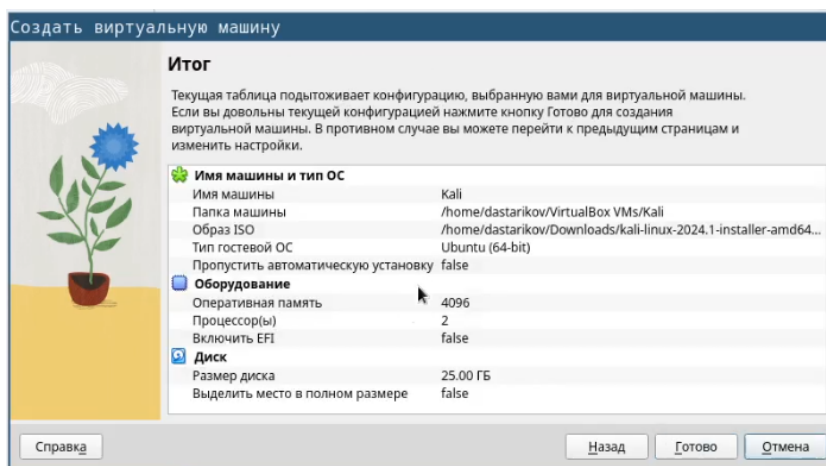 Создать виртуальную машину
Итог
Текущая таблица подытоживает конфигурацию, выбранную вами для виртуальной машины.
Если вы довольны текущей конфигурацией нажмите кнопку Готово для создания
виртуальной машины. В противном случае вы можете перейти к предыдущим страницам и
изменить настройки.
Имя машины и тип ОС
Имя машины Kali
Папка машины /home/dastarikov/VirtualBox VMs/Kali
Образ ISO /home/dastarikov/Downloads/kali-linux-2024.1-installer-amd64...
Тип гостевой ОС Ubuntu (64-bit)
Пропустить автоматическую установку false
Оборудование
Оперативная память 4096
Процессор(ы) 2
Включить EFI false
Диск
Размер диска 25.00 ГБ
Выделить место в полном размере false
Справка Назад Готово Отмена